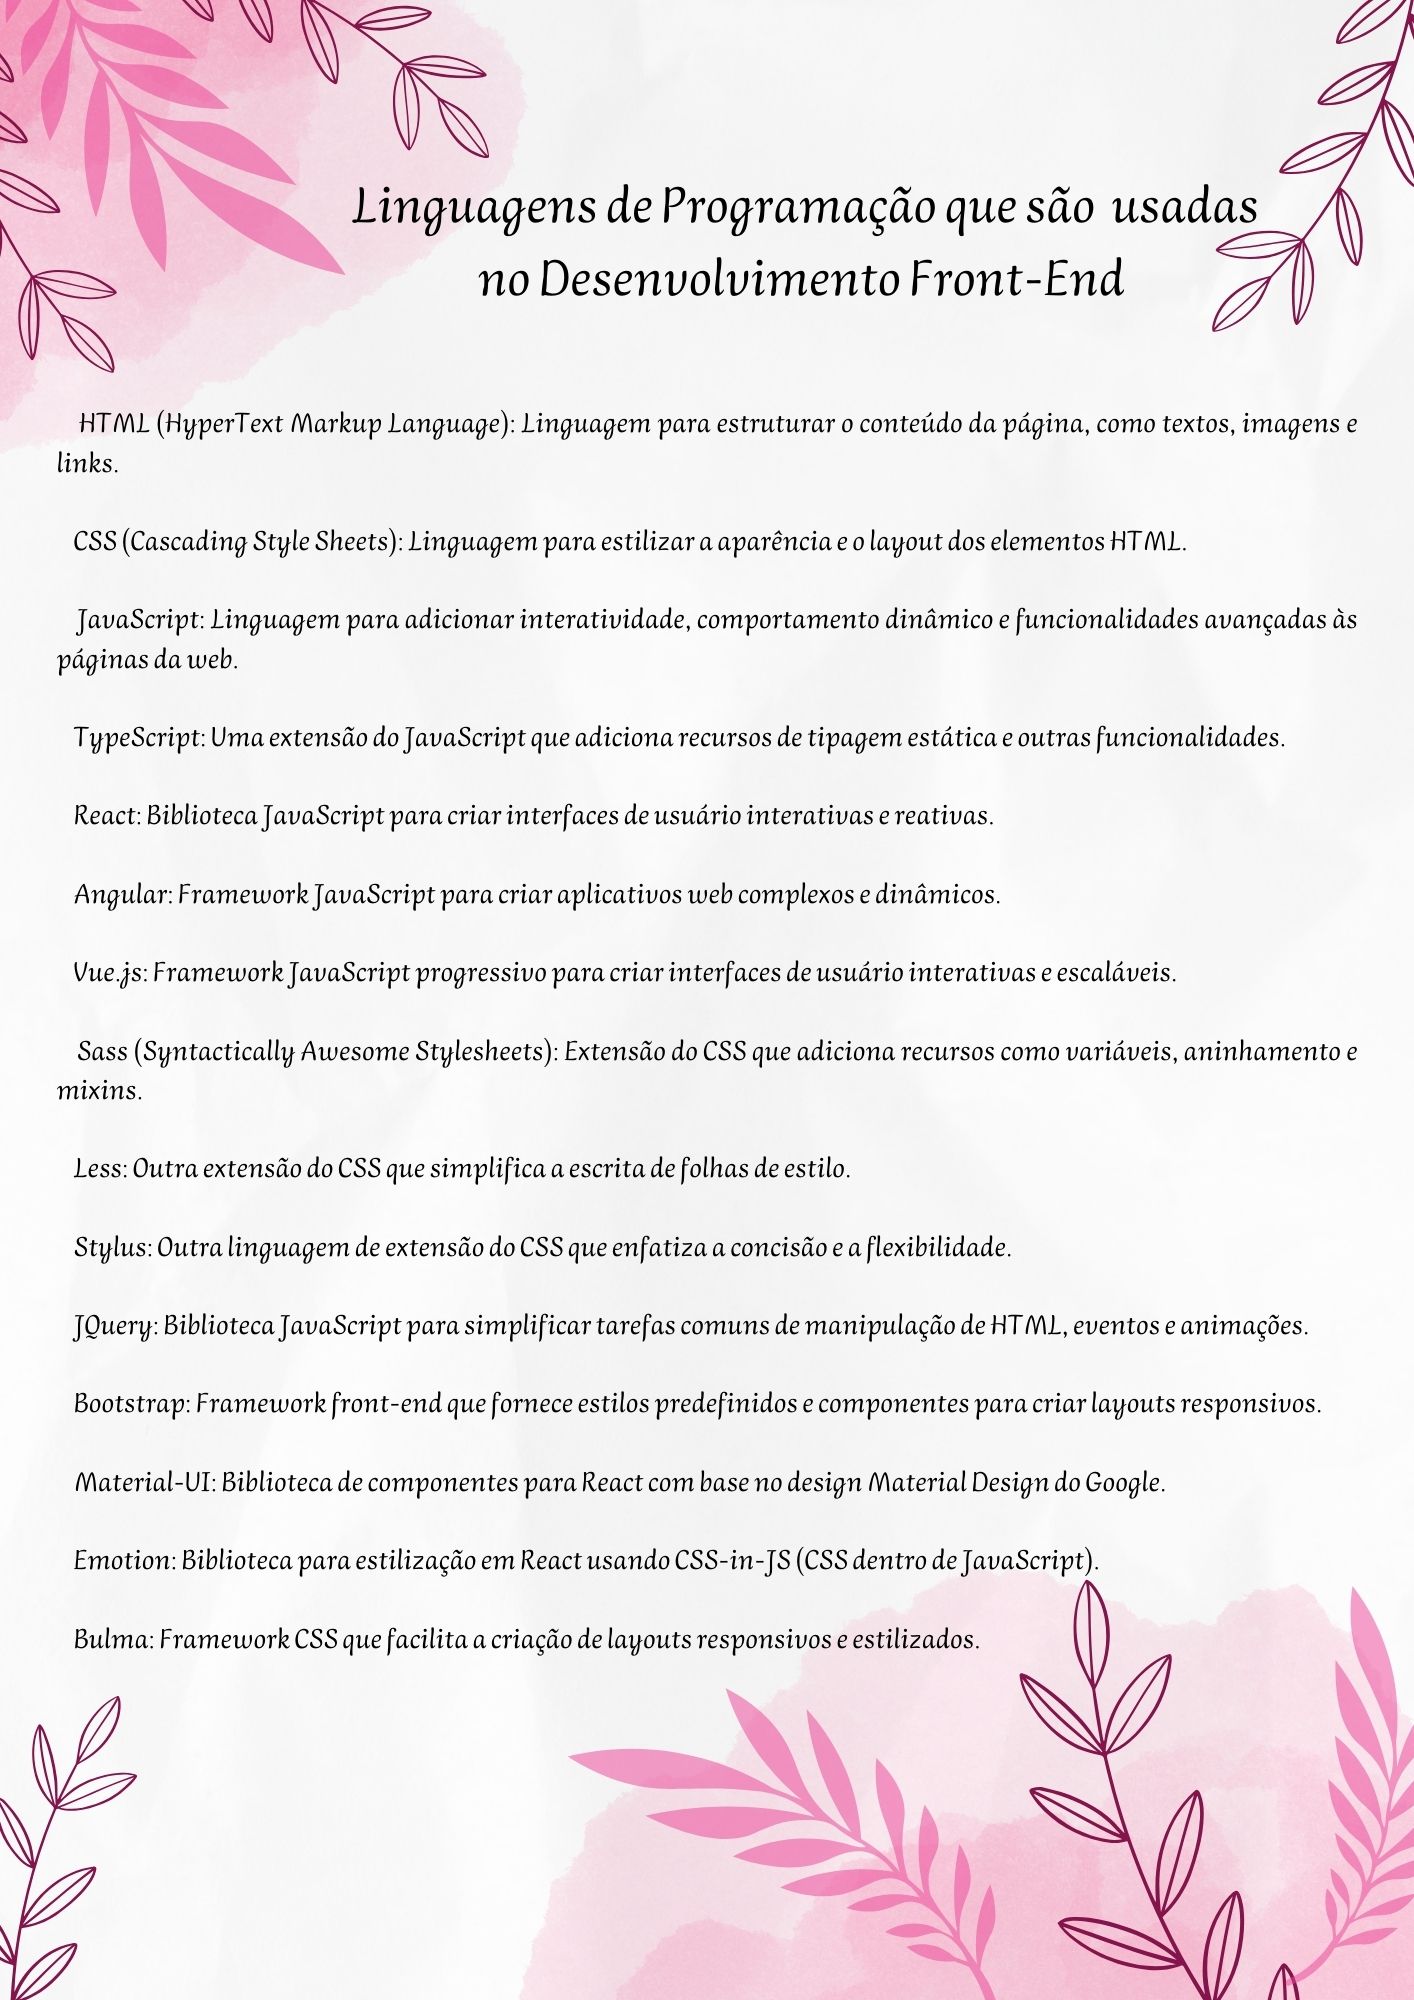 Linguagens de Programação que são usadas
no Desenvolvimento Front-End
HTML (HyperText Markup Language): Linguagem para estruturar o conteúdo da página, como textos, imagens e
links.
CSS (Cascading Style Sheets): Linguagem para estilizar a aparência e o layout dos elementos HTML.
JavaScript: Linguagem para adicionar interatividade, comportamento dinâmico e funcionalidades avançadas às
páginas da web.
TypeScript: Uma extensão do JavaScript que adiciona recursos de tipagem estática e outras funcionalidades.
React: Biblioteca JavaScript para criar interfaces de usuário interativas e reativas.
Angular: Framework JavaScript para criar aplicativos web complexos e dinâmicos.
Vue.js: Framework JavaScript progressivo para criar interfaces de usuário interativas e escaláveis.
Sass (Syntactically Awesome Stylesheets): Extensão do CSS que adiciona recursos como variáveis, aninhamento e
mixins.
Less: Outra extensão do CSS que simplifica a escrita de folhas de estilo.
Stylus: Outra linguagem de extensão do CSS que enfatiza a concisão e a flexibilidade.
JQuery: Biblioteca JavaScript para simplificar tarefas comuns de manipulação de HTML, eventos e animações.
Bootstrap: Framework front-end que fornece estilos predefinidos e componentes para criar layouts responsivos.
Material-UI: Biblioteca de componentes para React com base no design Material Design do Google.
Emotion: Biblioteca para estilização em React usando CSS-in-JS (CSS dentro de JavaScript).
Bulma: Framework CSS que facilita a criação de layouts responsivos e estilizados.